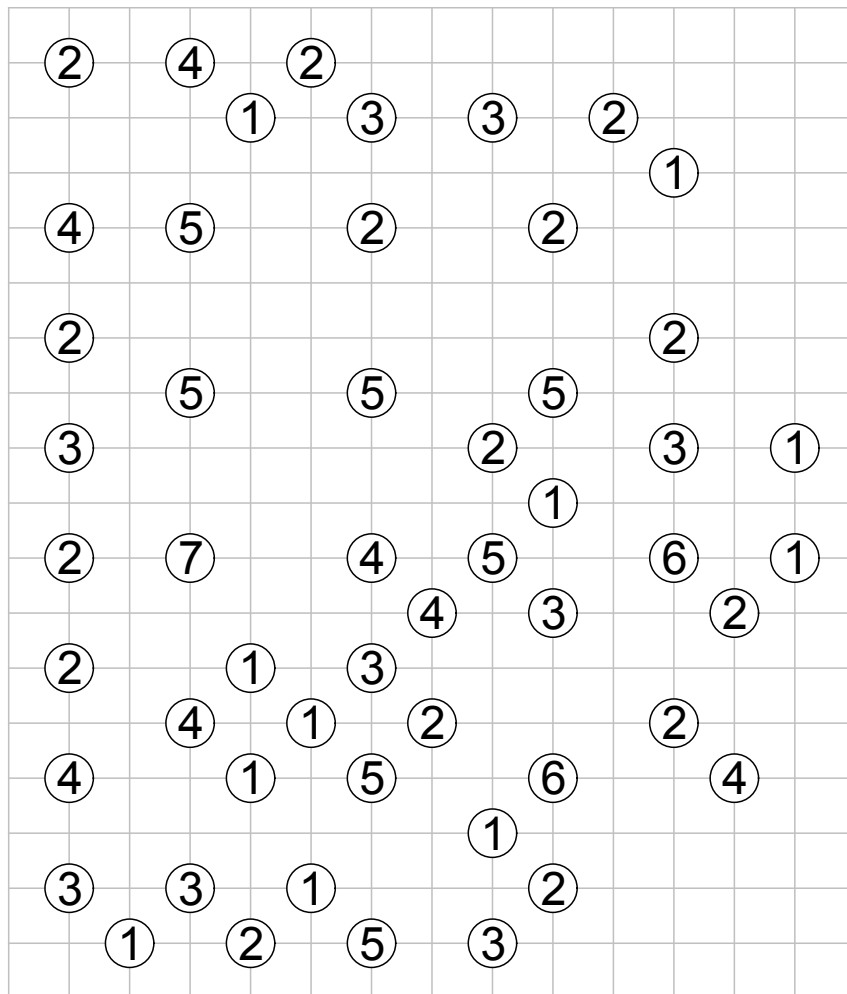 2 4 2
1 3 3 2
1
4 5 2 2
2 2
5 5 5
3 2 3 1
1
2 7 4 5 6 1
4 3 2
2 1 3
4 1 2 2
4 1 5 6 4
1
3 3 1 2
1 2 5 3